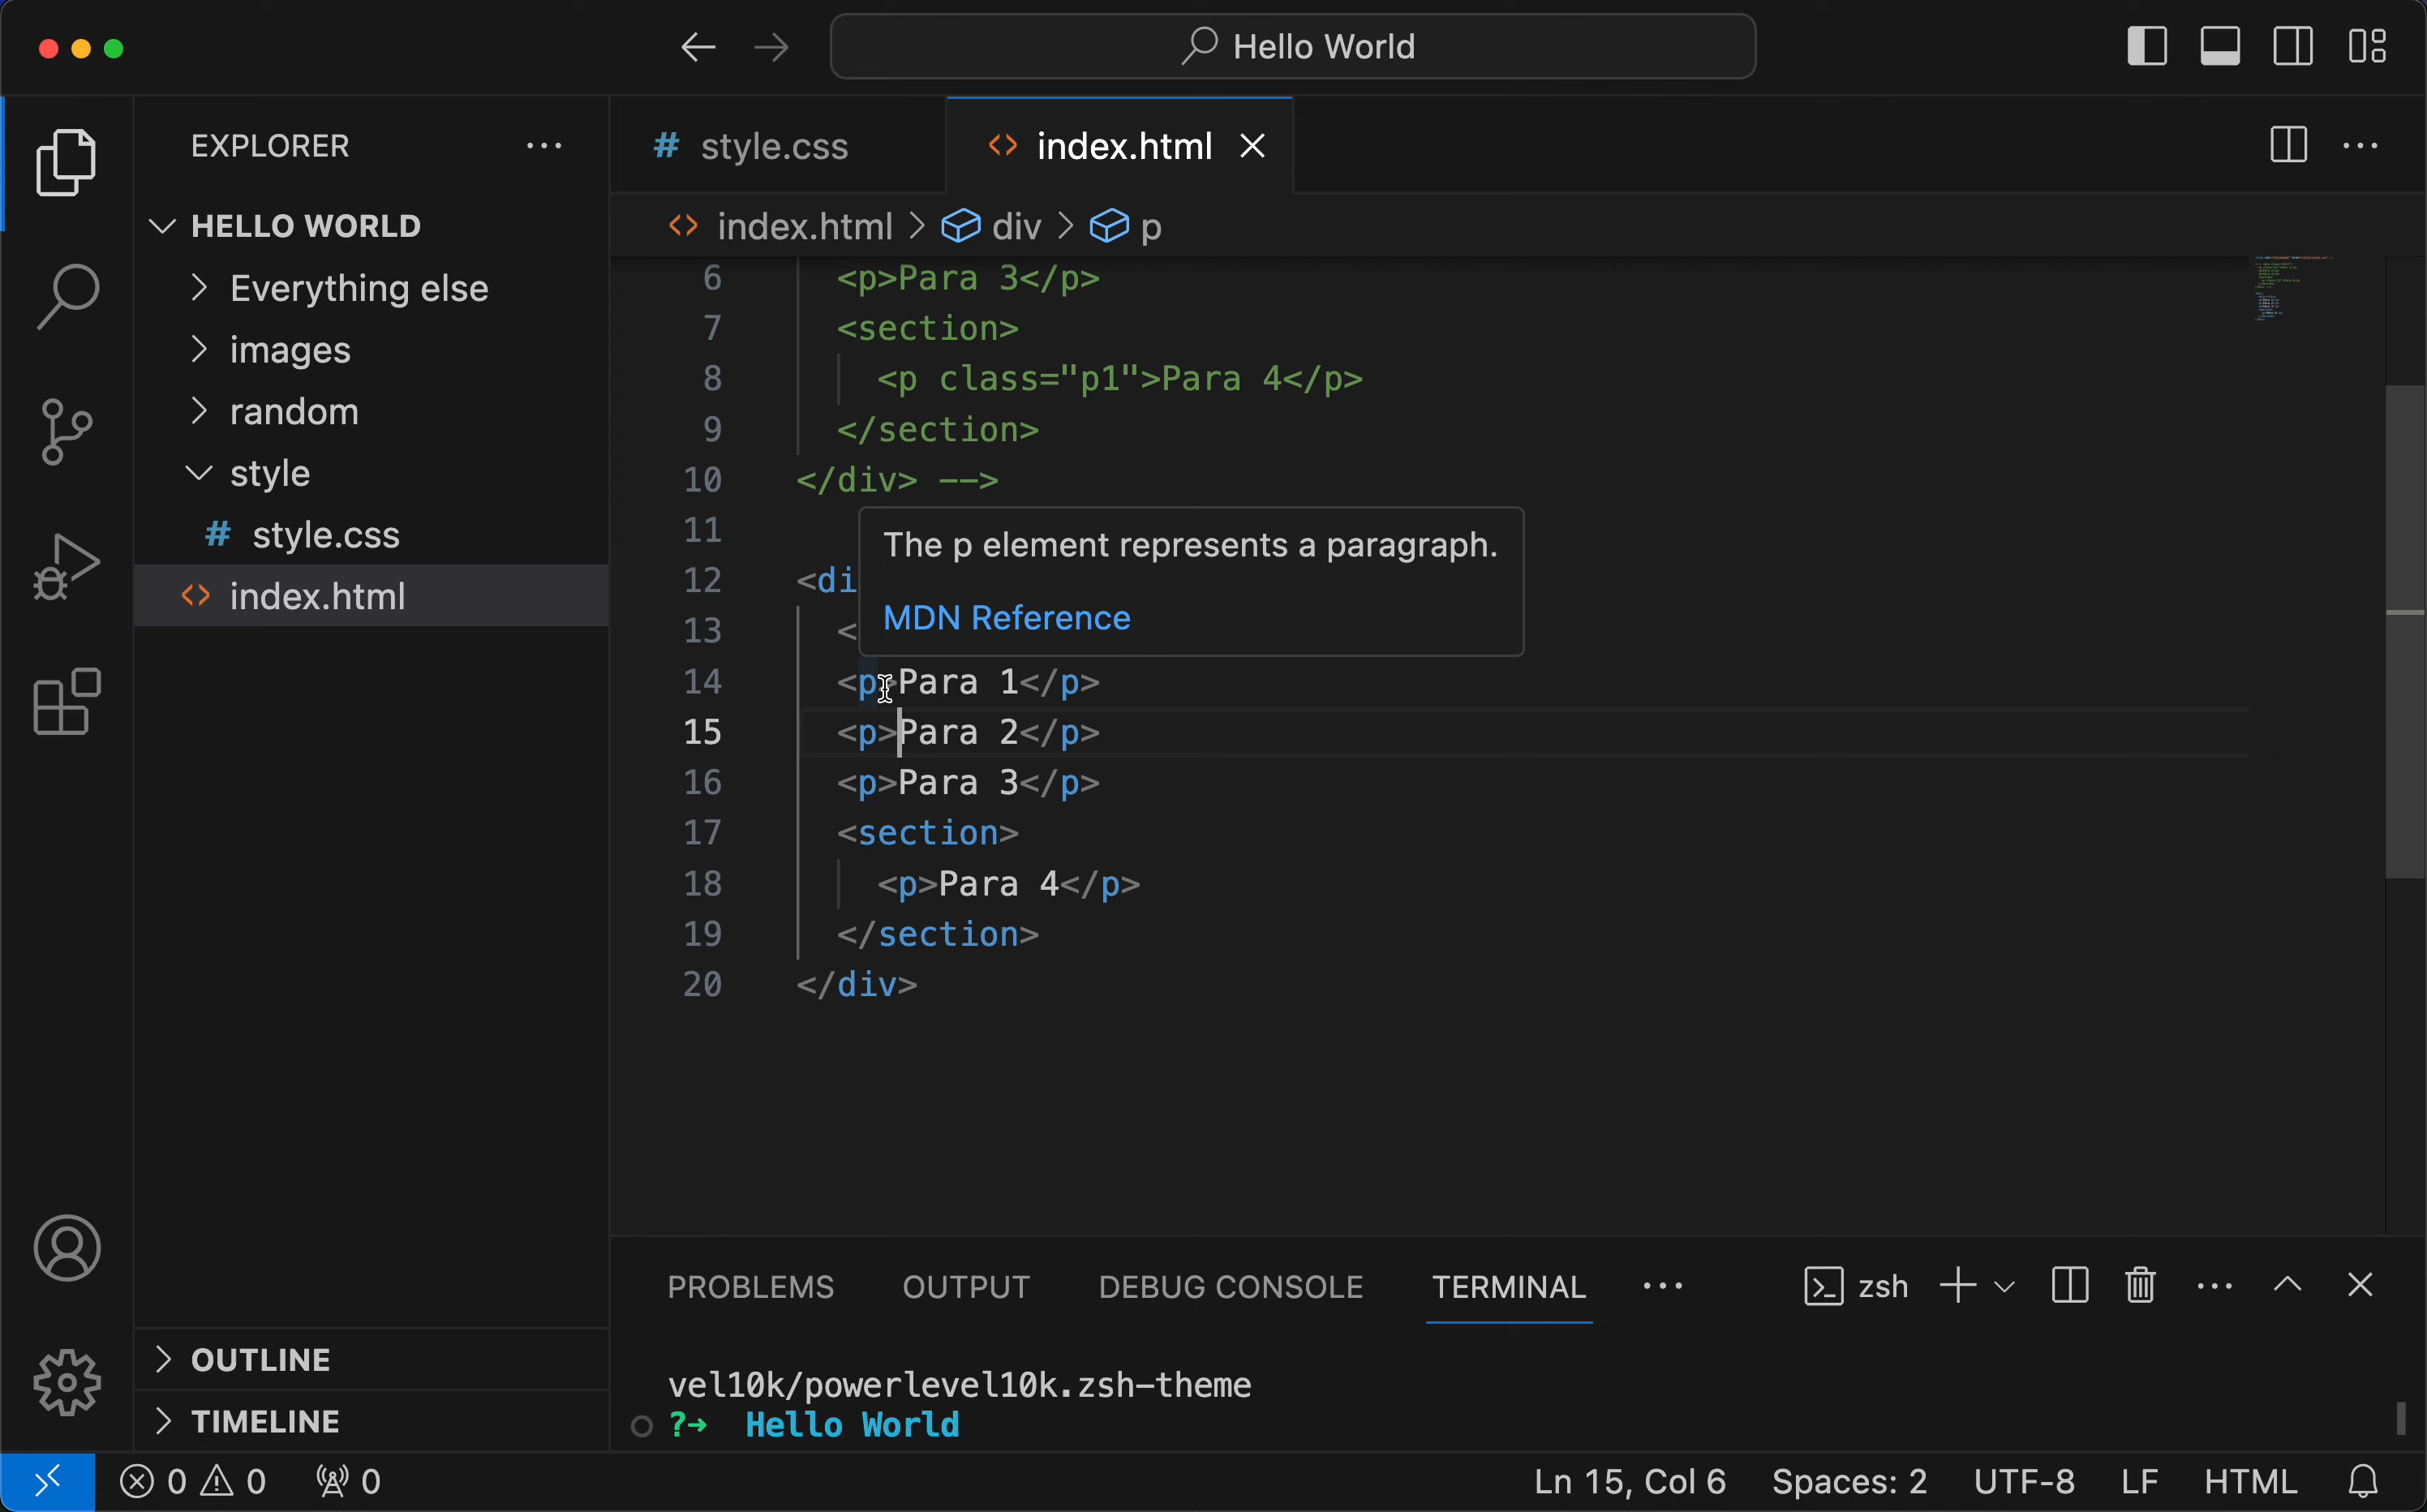 Hello World
EXPLORER
HELLO WORLD
Everything else
images
random
style
# style.css
<> index.html
OUTLINE
TIMELINE
# style.css
<> index.html
<> index.html > div > p
6 <p>Para 3</p>
7 <section>
8 <p class="p1">Para 4</p>
9 </section>
10 </div> -->
11
The p element represents a paragraph.
12 <di
MDN Reference
13 <
14 <p>Para 1</p>
15 <p>Para 2</p>
16 <p>Para 3</p>
17 <section>
18 <p>Para 4</p>
19 </section>
20 </div>
PROBLEMS OUTPUT DEBUG CONSOLE TERMINAL ··· zsh
vel10k/powerlevel10k.zsh-theme
?→ Hello World
0 0 0 Ln 15, Col 6 Spaces: 2 UTF-8 LF HTML